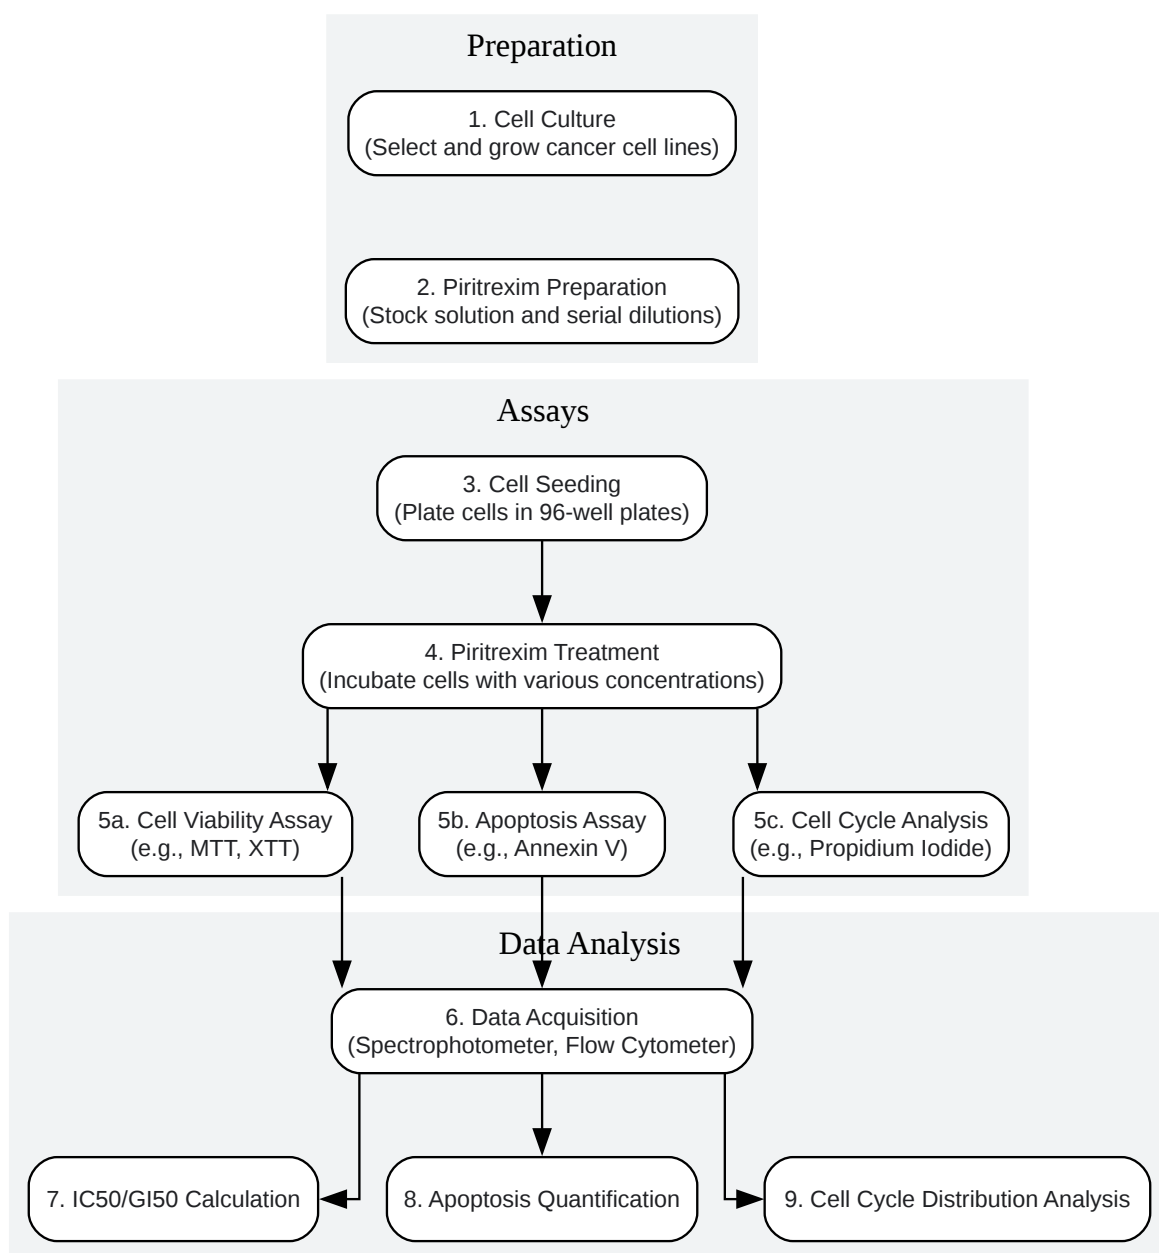 Preparation
1. Cell Culture
(Select and grow cancer cell lines)
2. Piritrexim Preparation
(Stock solution and serial dilutions)
Assays
3. Cell Seeding
(Plate cells in 96-well plates)
4. Piritrexim Treatment
(Incubate cells with various concentrations)
5a. Cell Viability Assay
(e.g., MTT, XTT)
5b. Apoptosis Assay
(e.g., Annexin V)
5c. Cell Cycle Analysis
(e.g., Propidium Iodide)
Data Analysis
6. Data Acquisition
(Spectrophotometer, Flow Cytometer)
7. IC50/GI50 Calculation
8. Apoptosis Quantification
9. Cell Cycle Distribution Analysis